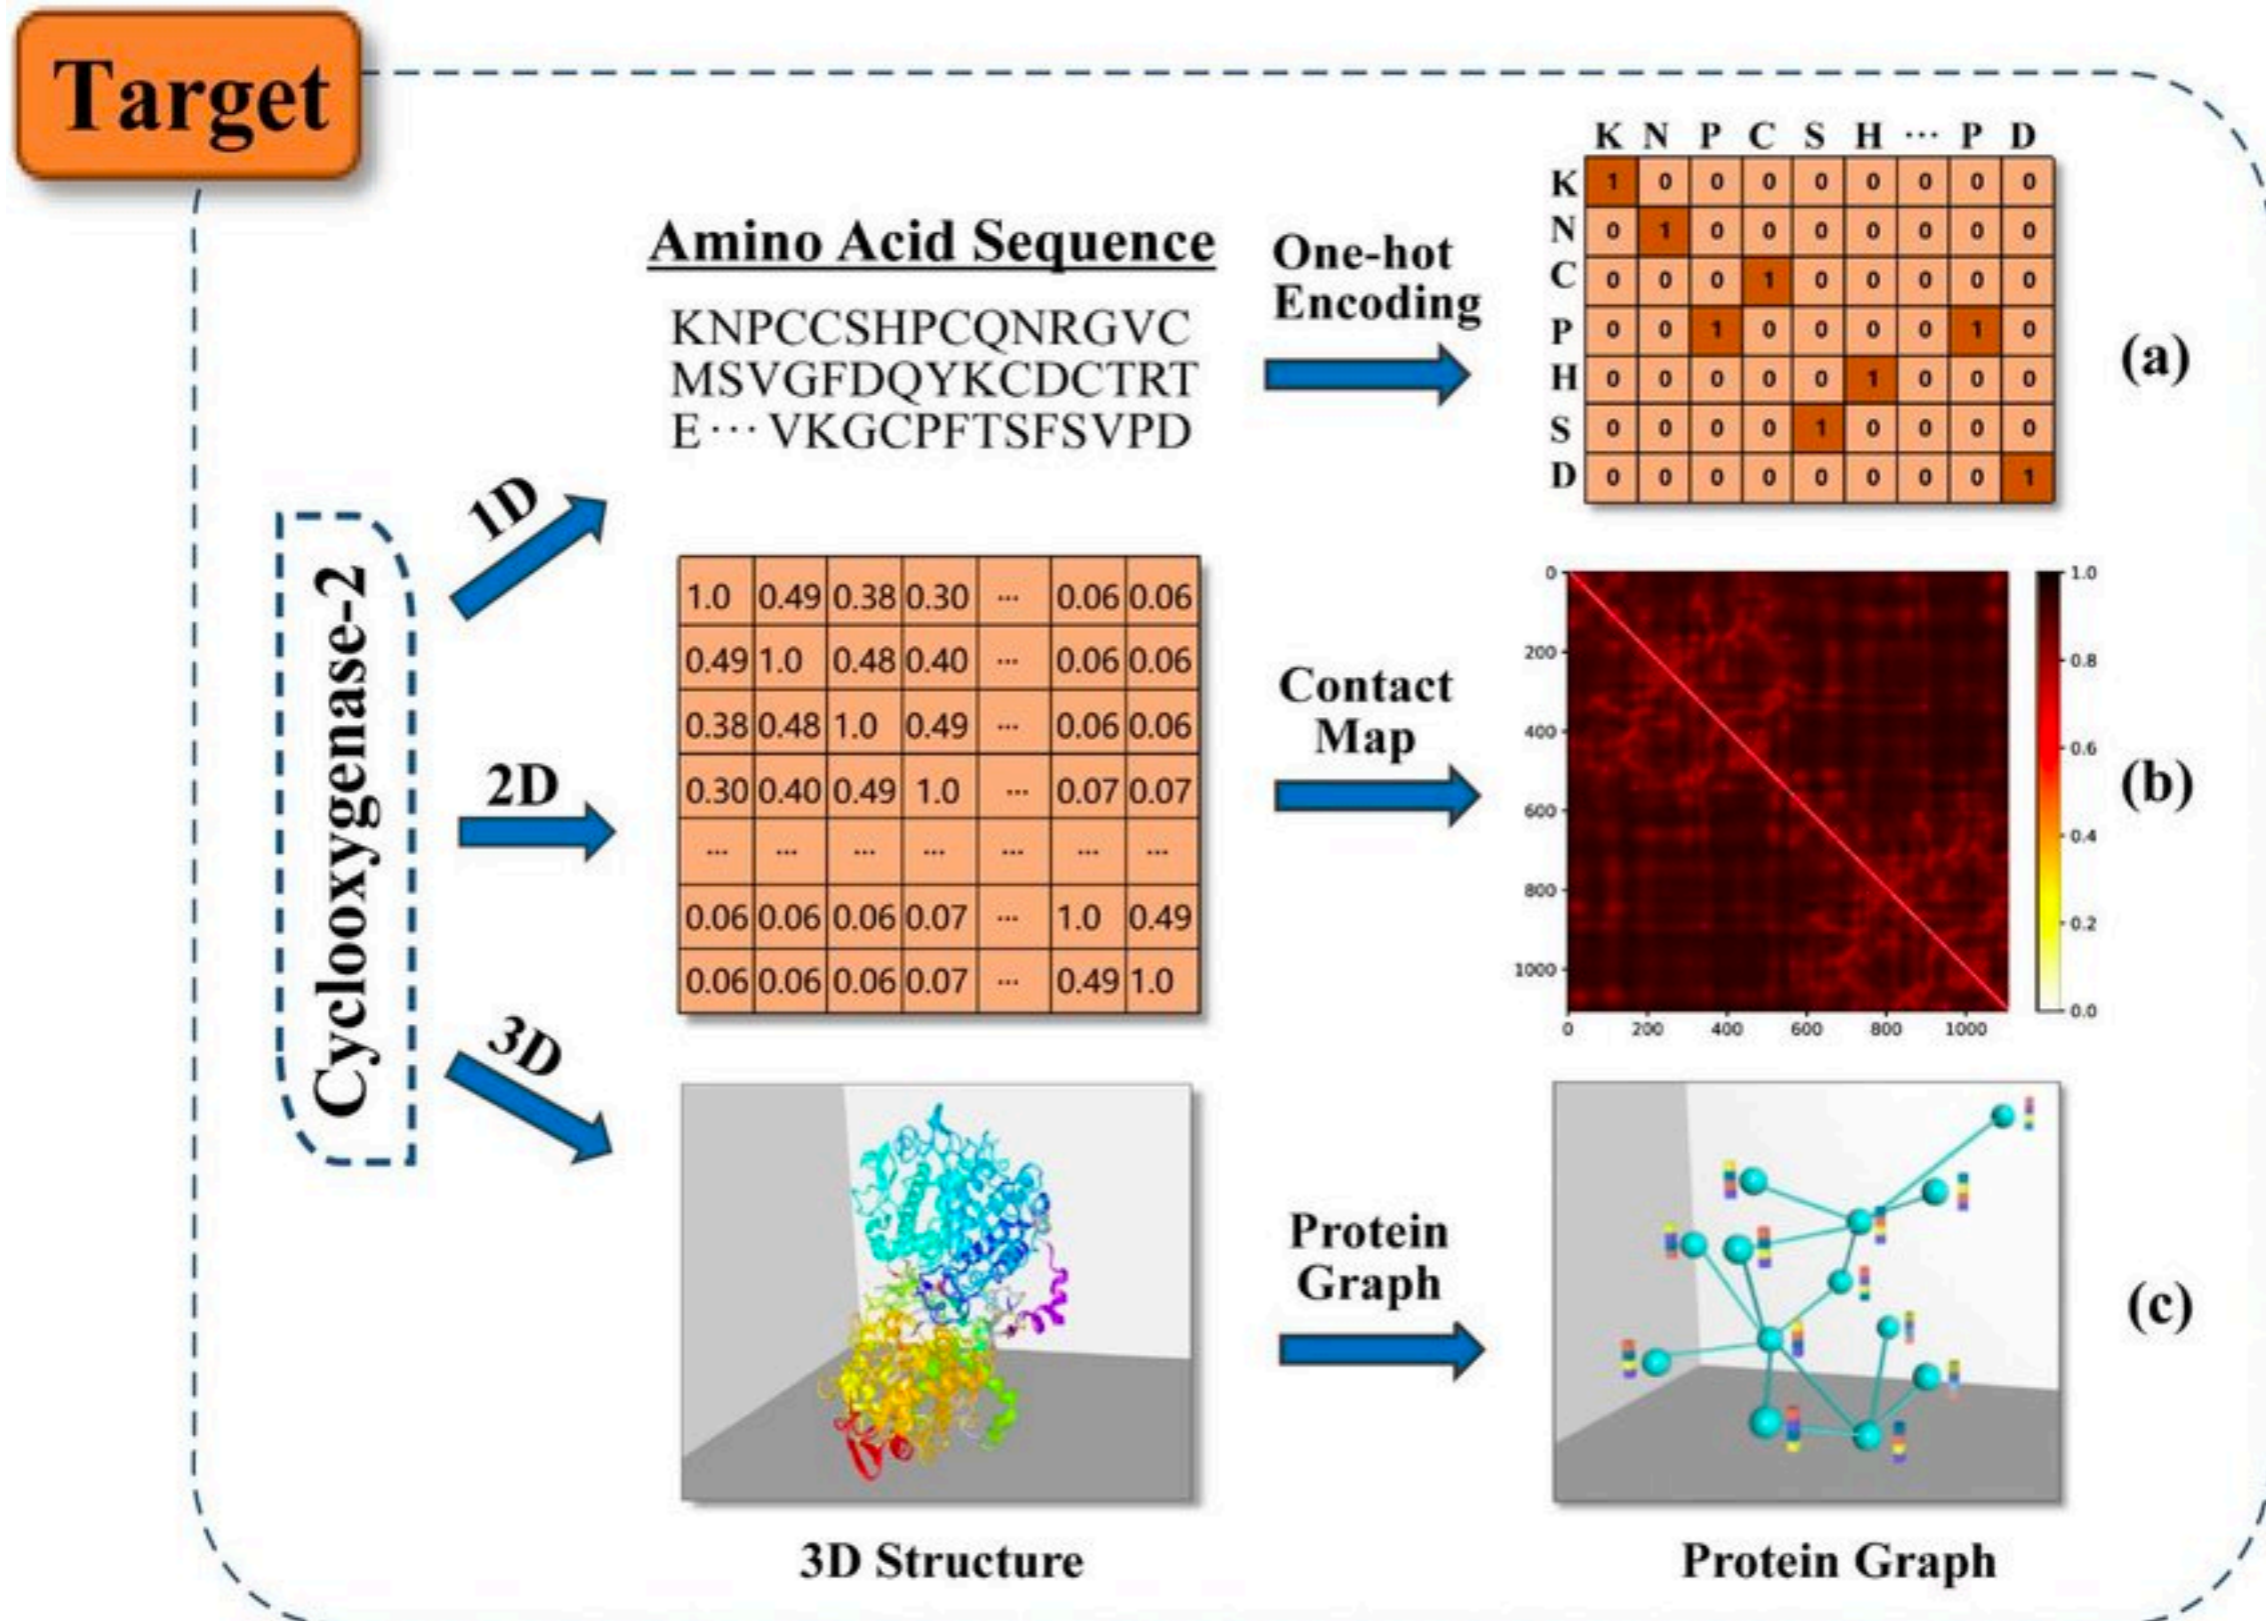 Target
Amino Acid Sequence
KNPCCSHPCQNRGVC
MSVGFDQYKCDCTRT
E···VKGCPFTSFSVPD
One-hot
Encoding
K N P C S H ··· P D
K 1 0 0 0 0 0 0 0 0
N 0 1 0 0 0 0 0 0 0
C 0 0 0 1 0 0 0 0 0
P 0 0 1 0 0 0 0 1 0
H 0 0 0 0 0 1 0 0 0
S 0 0 0 0 1 0 0 0 0
D 0 0 0 0 0 0 0 0 1
(a)
Cyclooxygenase-2
1D
2D
3D
1.0 0.49 0.38 0.30 ... 0.06 0.06
0.49 1.0 0.48 0.40 ... 0.06 0.06
0.38 0.48 1.0 0.49 ... 0.06 0.06
0.30 0.40 0.49 1.0 ... 0.07 0.07
... ... ... ... ... ... ...
0.06 0.06 0.06 0.07 ... 1.0 0.49
0.06 0.06 0.06 0.07 ... 0.49 1.0
Contact
Map
0
200
400
600
800
1000
0 200 400 600 800 1000
1.0
0.8
0.6
0.4
0.2
0.0
(b)
Protein
Graph
(c)
3D Structure
Protein Graph